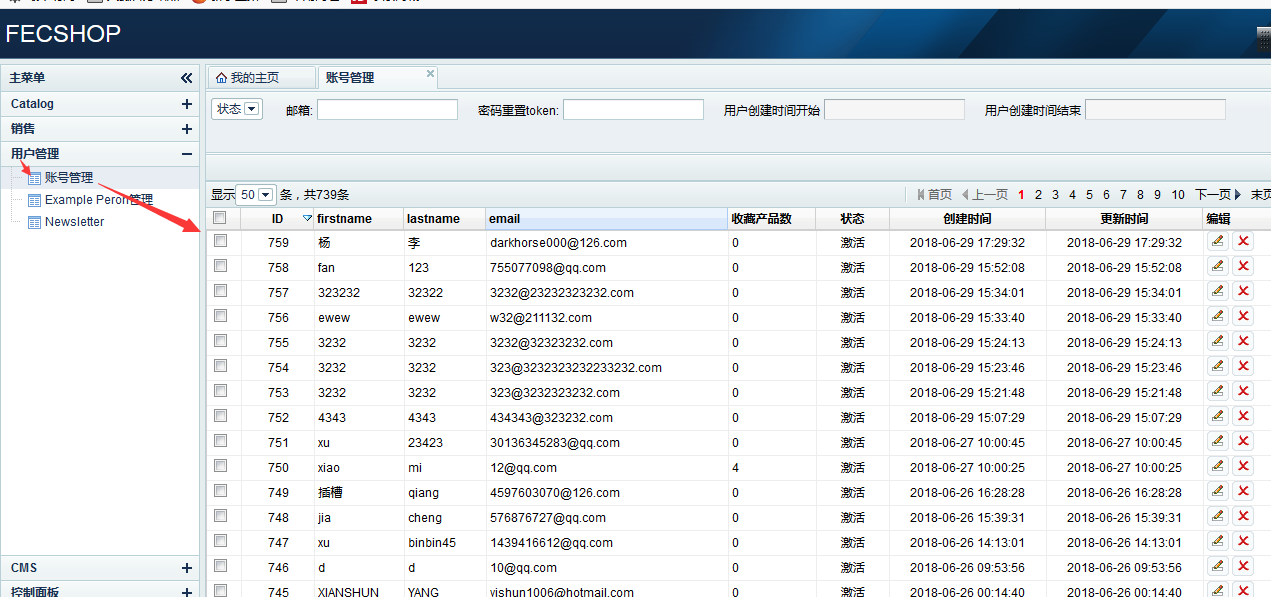 FECSHOP
主菜单
Catalog
销售
用户管理
账号管理
Example Peron管理
Newsletter
CMS
控制面板
我的主页 账号管理
状态 邮箱: 密码重置token: 用户创建时间开始 用户创建时间结束
显示 50 条，共739条 首页 上一页 1 2 3 4 5 6 7 8 9 10 下一页 末页
ID firstname lastname email 收藏产品数 状态 创建时间 更新时间 编辑
759 杨 李 darkhorse000@126.com 0 激活 2018-06-29 17:29:32 2018-06-29 17:29:32
758 fan 123 755077098@qq.com 0 激活 2018-06-29 15:52:08 2018-06-29 15:52:08
757 323232 32322 3232@23232323232.com 0 激活 2018-06-29 15:34:01 2018-06-29 15:34:01
756 ewew ewew w32@211132.com 0 激活 2018-06-29 15:33:40 2018-06-29 15:33:40
755 3232 3232 3232@32323232.com 0 激活 2018-06-29 15:24:13 2018-06-29 15:24:13
754 3232 3232 323@3232323232233232.com 0 激活 2018-06-29 15:23:46 2018-06-29 15:23:46
753 3232 3232 323@3232323232.com 0 激活 2018-06-29 15:21:48 2018-06-29 15:21:48
752 4343 4343 434343@323232.com 0 激活 2018-06-29 15:07:29 2018-06-29 15:07:29
751 xu 23423 30136345283@qq.com 0 激活 2018-06-27 10:00:45 2018-06-27 10:00:45
750 xiao mi 12@qq.com 4 激活 2018-06-27 10:00:25 2018-06-27 10:00:25
749 插槽 qiang 4597603070@126.com 0 激活 2018-06-26 16:28:28 2018-06-26 16:28:28
748 jia cheng 576876727@qq.com 0 激活 2018-06-26 15:39:31 2018-06-26 15:39:31
747 xu binbin45 1439416612@qq.com 0 激活 2018-06-26 14:13:01 2018-06-26 14:13:01
746 d d 10@qq.com 0 激活 2018-06-26 09:53:56 2018-06-26 09:53:56
745 XIANSHUN YANG yishun1006@hotmail.com 0 激活 2018-06-26 00:14:40 2018-06-26 00:14:40